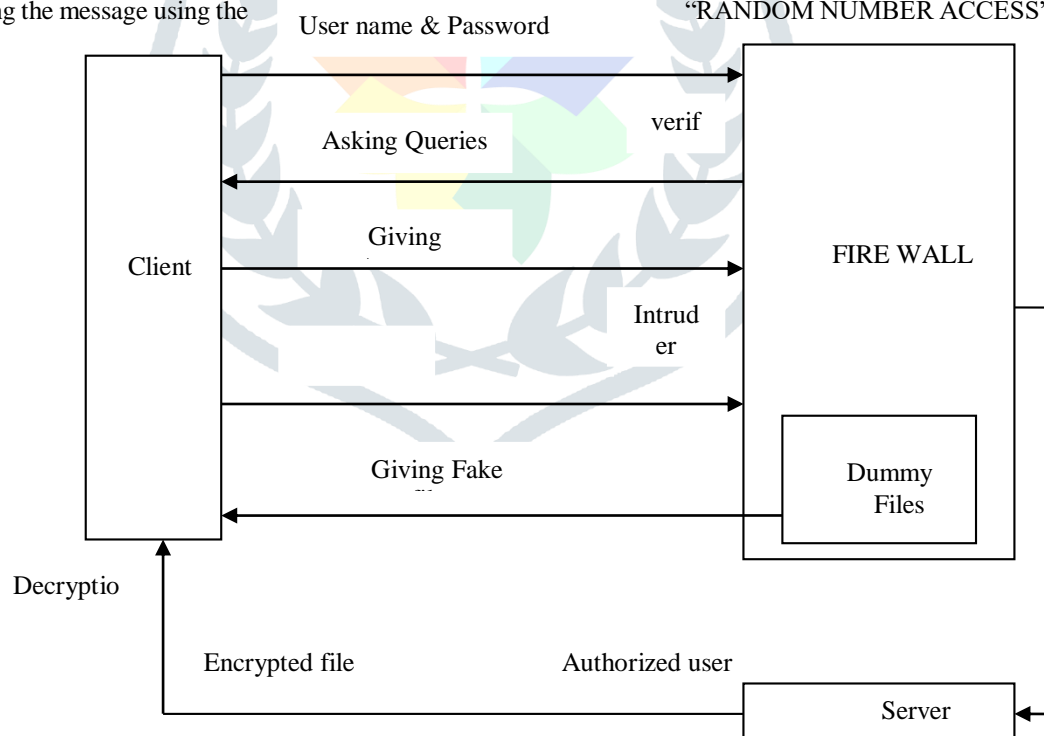 ng the message using the
"RANDOM NUMBER ACCESS"
User name & Password
verif
Asking Queries
Giving
Client
FIRE WALL
Intrud
er
Giving Fake
Dummy
Files
Decryptio
Encrypted file
Authorized user
Server